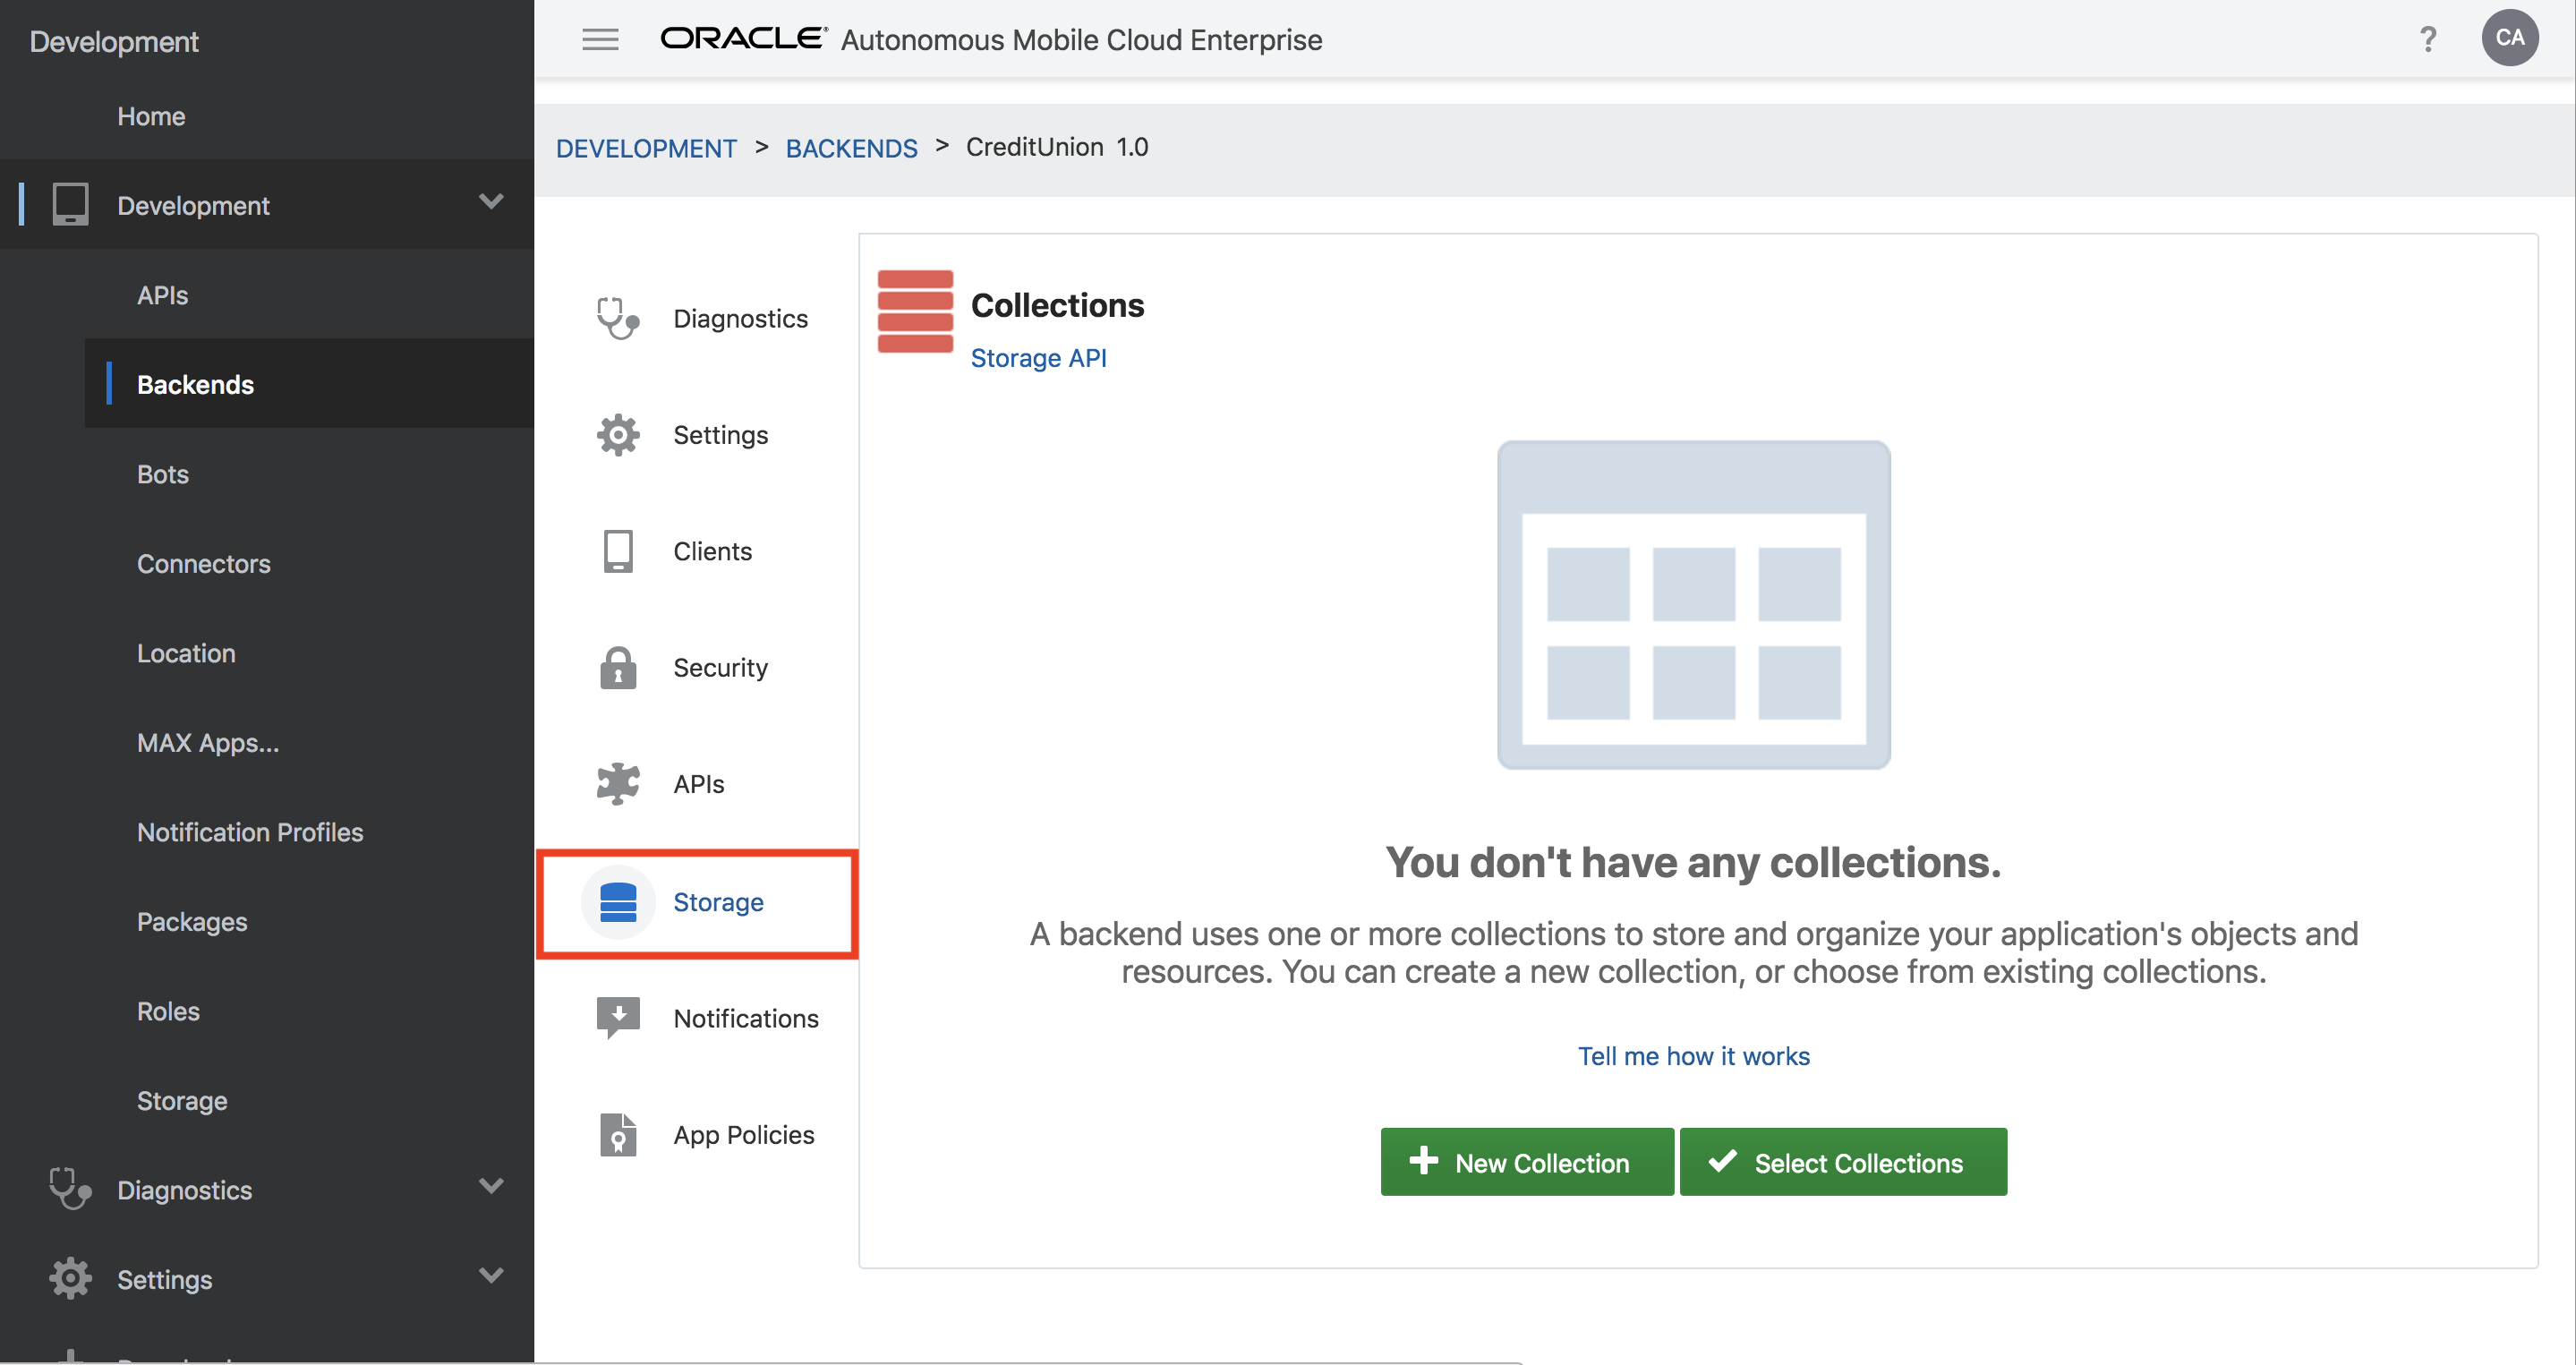 Development
Home
Development
APIs
Backends
Bots
Connectors
Location
MAX Apps...
Notification Profiles
Packages
Roles
Storage
Diagnostics
Settings
ORACLE® Autonomous Mobile Cloud Enterprise
?
CA
DEVELOPMENT > BACKENDS > CreditUnion 1.0
Diagnostics
Settings
Clients
Security
APIs
Storage
Notifications
App Policies
Collections
Storage API
You don't have any collections.
A backend uses one or more collections to store and organize your application's objects and
resources. You can create a new collection, or choose from existing collections.
Tell me how it works
New Collection
Select Collections